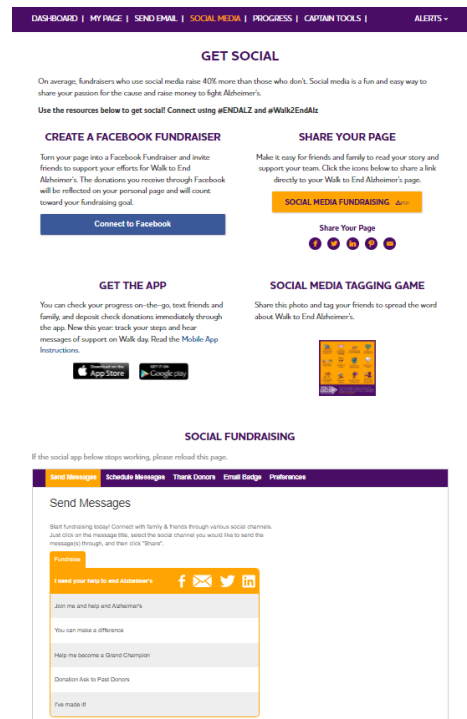 DASHBOARD | MY PAGE | SEND EMAIL | SOCIAL MEDIA | PROGRESS | CAPTAIN TOOLS | ALERTS
GET SOCIAL
On average, fundraisers who use social media raise 40% more than those who don't. Social media is a fun and easy way to
share your passion for the cause and raise money to fight Alzheimer's.
Use the resources below to get social! Connect using #ENDALZ and #Walk2EndAlz
CREATE A FACEBOOK FUNDRAISER
Turn your page into a Facebook Fundraiser and invite
friends to support your efforts for Walk to End
Alzheimer's. The donations you receive through Facebook
will be reflected on your personal page and will count
toward your fundraising goal.
Connect to Facebook
SHARE YOUR PAGE
Make it easy for friends and family to read your story and
support your team. Click the icons below to share a link
directly to your Walk to End Alzheimer's page.
SOCIAL MEDIA FUNDRAISING
Share Your Page
GET THE APP
You can check your progress on-the-go, text friends and
family, and deposit check donations immediately through
the app. New this year: track your steps and hear
messages of support on Walk day. Read the Mobile App
Instructions.
Download on the
App Store
GET IT ON
Google play
SOCIAL MEDIA TAGGING GAME
Share this photo and tag your friends to spread the word
about Walk to End Alzheimer's.
SOCIAL FUNDRAISING
If the social app below stops working, please reload this page.
Send Messages Schedule Messages Thank Donors Email Badge Preferences
Send Messages
Start fundraising today! Connect with family & friends through various social channels.
Just click on the message title, select the social channel you would like to send the
message(s) through, and then click "Share".
Fundraise
I need your help to end Alzheimer's
Join me and help end Alzheimer's
You can make a difference
Help me become a Grand Champion
Donation Ask to Past Donors
I've made it!